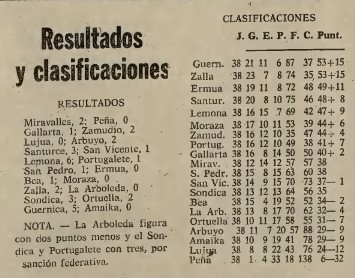 Resultados
y clasificaciones
RESULTADOS
Miravalles, 2; Peña, 0
Gallarta, 1; Zamudio, 2
Lujua, 0; Arbuyo, 2
Santurce, 3; San Vicente, 1
Lemona, 6; Portugalete, 1
San Pedro, 1; Ermua, 0
Bea, 1; Moraza, 0
Zalla, 2; La Arboleda, 0
Sondica, 3; Ortuella, 2
Guernica, 5; Amaika, 0
NOTA. — La Arboleda figura
con dos puntos menos y el Son-
dica y Portugalete con tres, por
sanción federativa.
CLASIFICACIONES
J. G. E. P. F. C. Punt.
Guern. 38 21 11 6 87 37 53+15
Zalla 38 23 7 8 74 35 53+15
Ermua 38 19 11 8 72 48 49+11
Santur. 38 20 8 10 75 46 48+ 8
Lemona 38 16 15 7 69 42 47+ 9
Moraza 38 17 10 11 53 39 44+ 6
Zamud. 38 16 12 10 35 47 44+ 4
Portug. 38 16 12 10 49 38 41+ 7
Gallarta 38 16 8 14 50 50 40+ 2
Mirav. 38 12 14 12 57 57 38
S. Pedr. 38 15 8 15 63 60 38
San Vic. 38 14 9 15 70 73 37— 1
Sondica 38 13 12 13 64 56 35
Bea 38 15 4 19 52 52 34— 2
La Arb. 38 13 8 17 70 62 32— 4
Ortuella 38 10 11 17 58 55 31— 7
Arbuyo 38 11 7 20 57 88 29— 9
Amaika 38 10 9 19 41 78 29— 9
Lujua 38 8 8 22 43 76 24—12
Peña 38 1 4 33 18 138 6—32